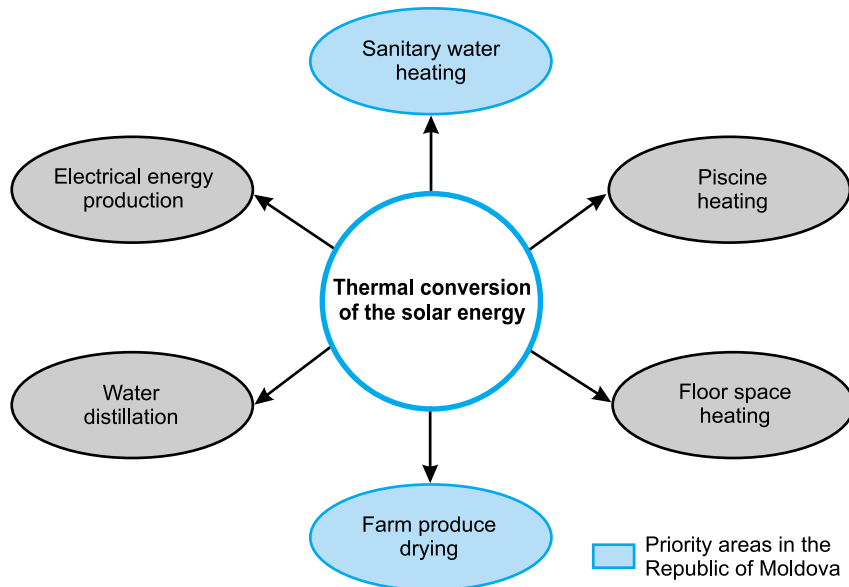 Sanitary water
heating
Electrical energy
production
Piscine
heating
Thermal conversion
of the solar energy
Water
distillation
Floor space
heating
Farm produce
drying
Priority areas in the
Republic of Moldova